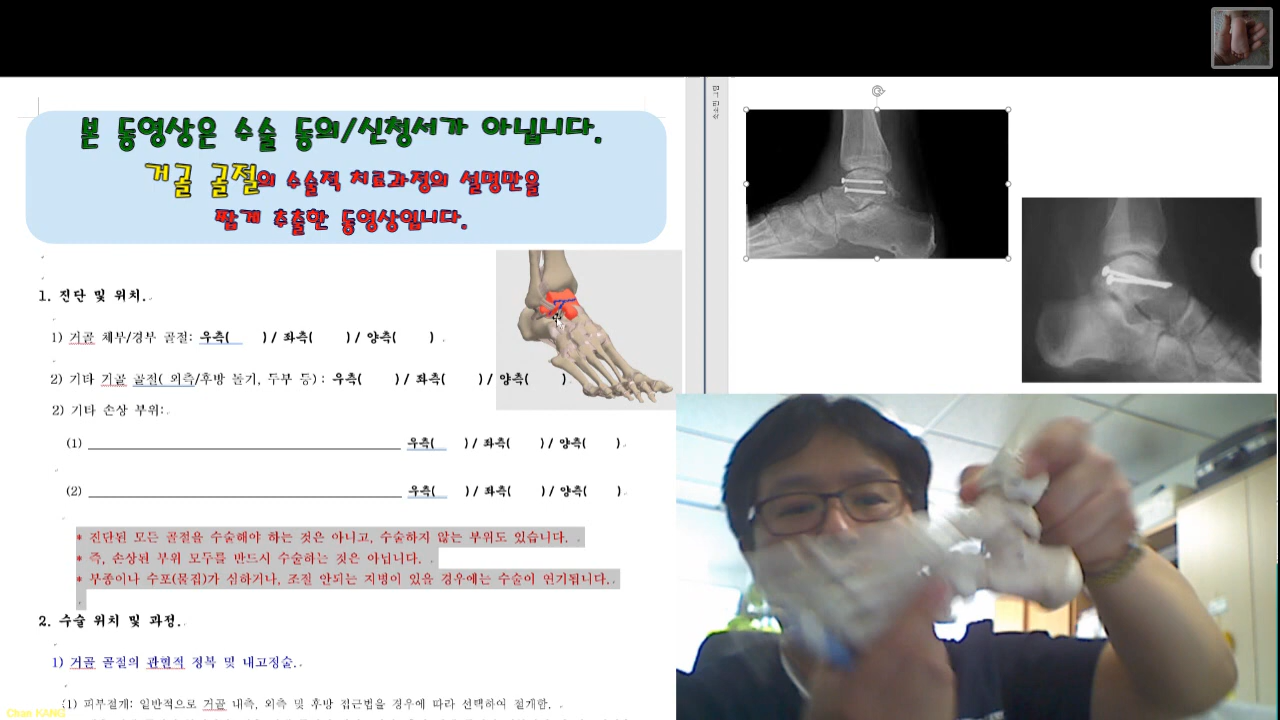 본 동영상은 수술 동의/신청서가 아닙니다.
거골 골절의 수술적 치료과정의 설명만을
짧게 추출한 동영상입니다.
1. 진단 및 위치.
1) 거골 체부/경부 골절: 우측( ) / 좌측( ) / 양측( )
2) 기타 거골 골절( 외측/후방 돌기, 두부 등) : 우측( ) / 좌측( ) / 양측( )
2) 기타 손상 부위:
(1) 우측( ) / 좌측( ) / 양측( )
(2) 우측( ) / 좌측( ) / 양측( )
* 진단된 모든 골절을 수술해야 하는 것은 아니고, 수술하지 않는 부위도 있습니다.
* 즉, 손상된 부위 모두를 반드시 수술하는 것은 아닙니다.
* 부종이나 수포(물집)가 심하거나, 조절 안되는 지병이 있을 경우에는 수술이 연기됩니다.
2. 수술 위치 및 과정.
1) 거골 골절의 관헐적 정복 및 내고정술.
(1) 피부절개: 일반적으로 거골 내측, 외측 및 후방 접근법을 경우에 따라 선택하여 절개함.
Chan KANG